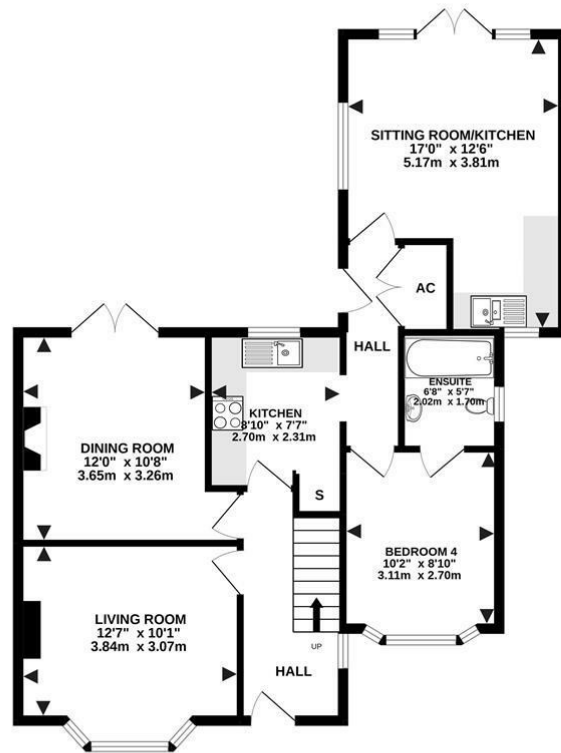 SITTING ROOM/KITCHEN
17'0" x 12'6"
5.17m x 3.81m
AC
HALL
ENSUITE
6'8" x 5'7"
2.02m x 1.70m
KITCHEN
8'10" x 7'7"
2.70m x 2.31m
DINING ROOM
12'0" x 10'8"
3.65m x 3.26m
S
BEDROOM 4
10'2" x 8'10"
3.11m x 2.70m
LIVING ROOM
12'7" x 10'1"
3.84m x 3.07m
UP
HALL